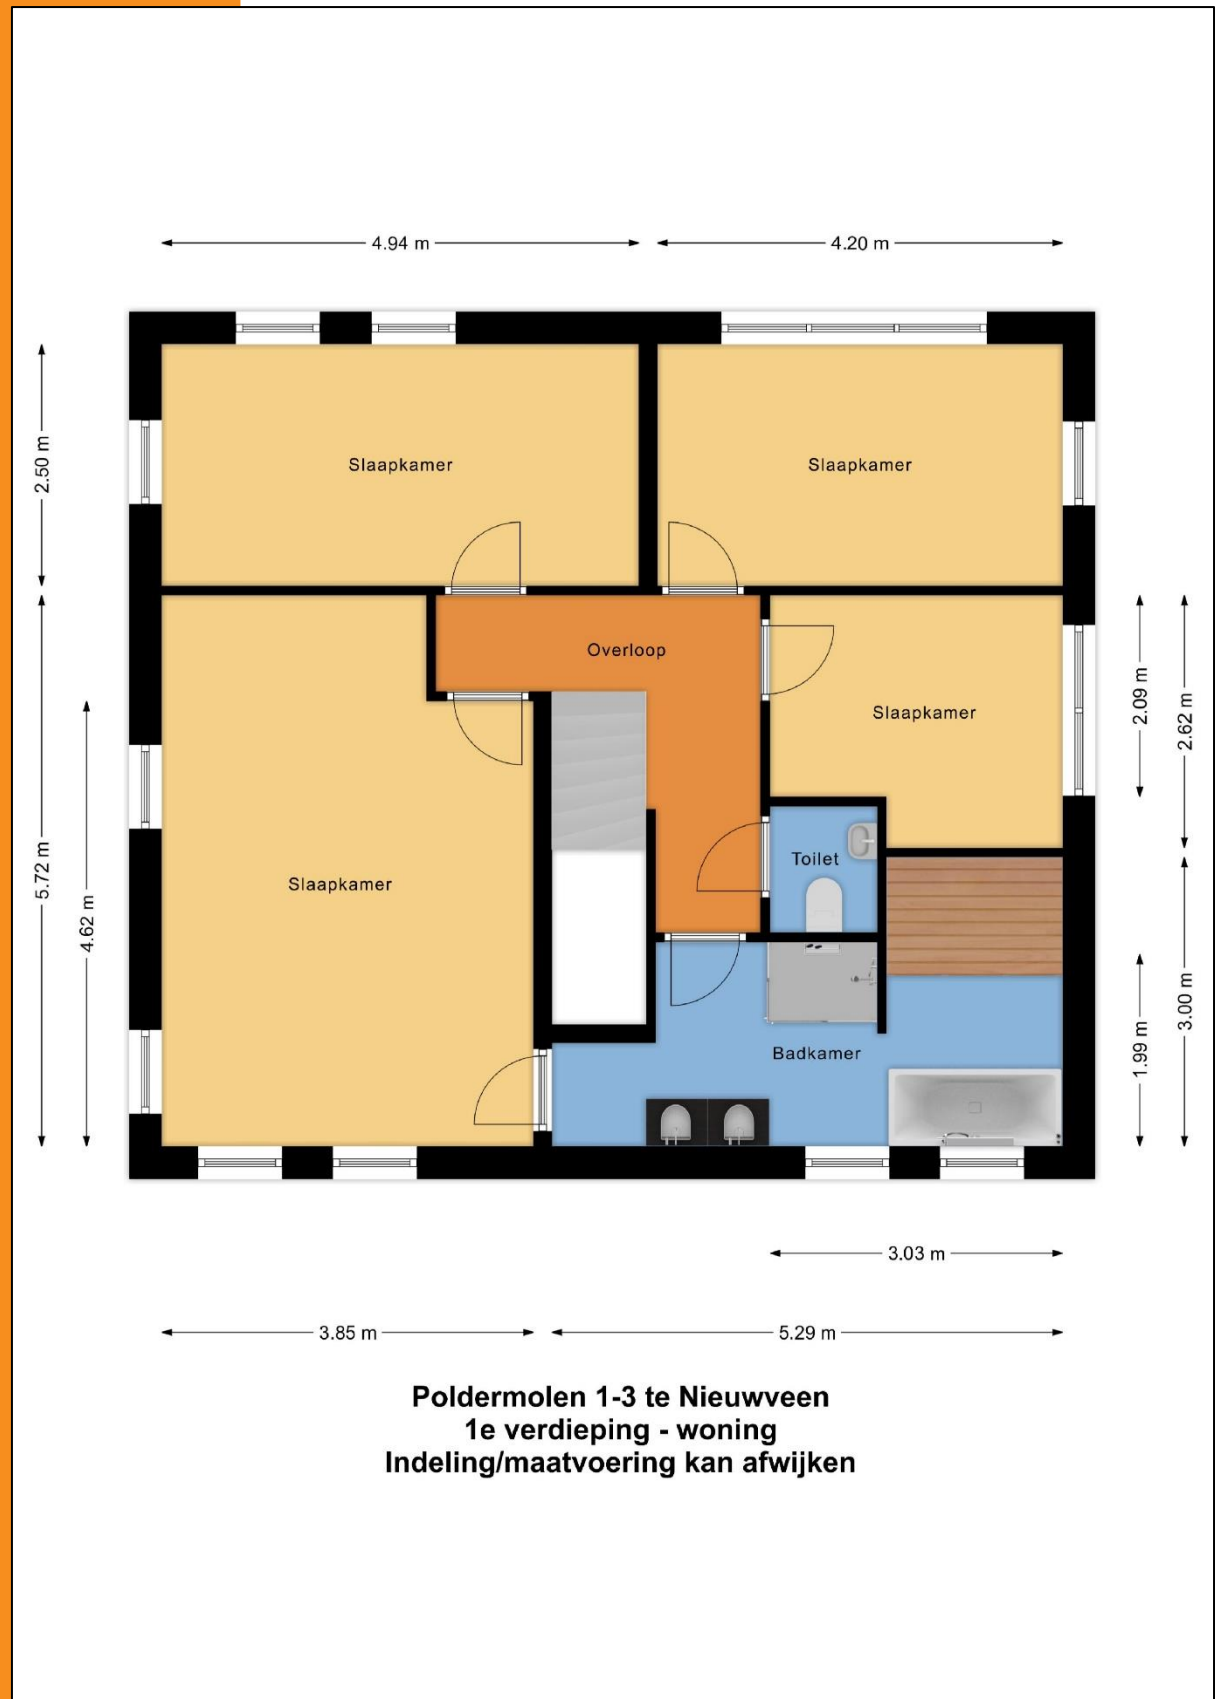 4.94 m
4.20 m
2.50 m
Slaapkamer
Slaapkamer
Overloop
2.09 m
2.62 m
Slaapkamer
5.72 m
4.62 m
Slaapkamer
Toilet
3.00 m
1.99 m
Badkamer
3.03 m
3.85 m
5.29 m
Poldermolen 1-3 te Nieuwveen
1e verdieping - woning
Indeling/maatvoering kan afwijken